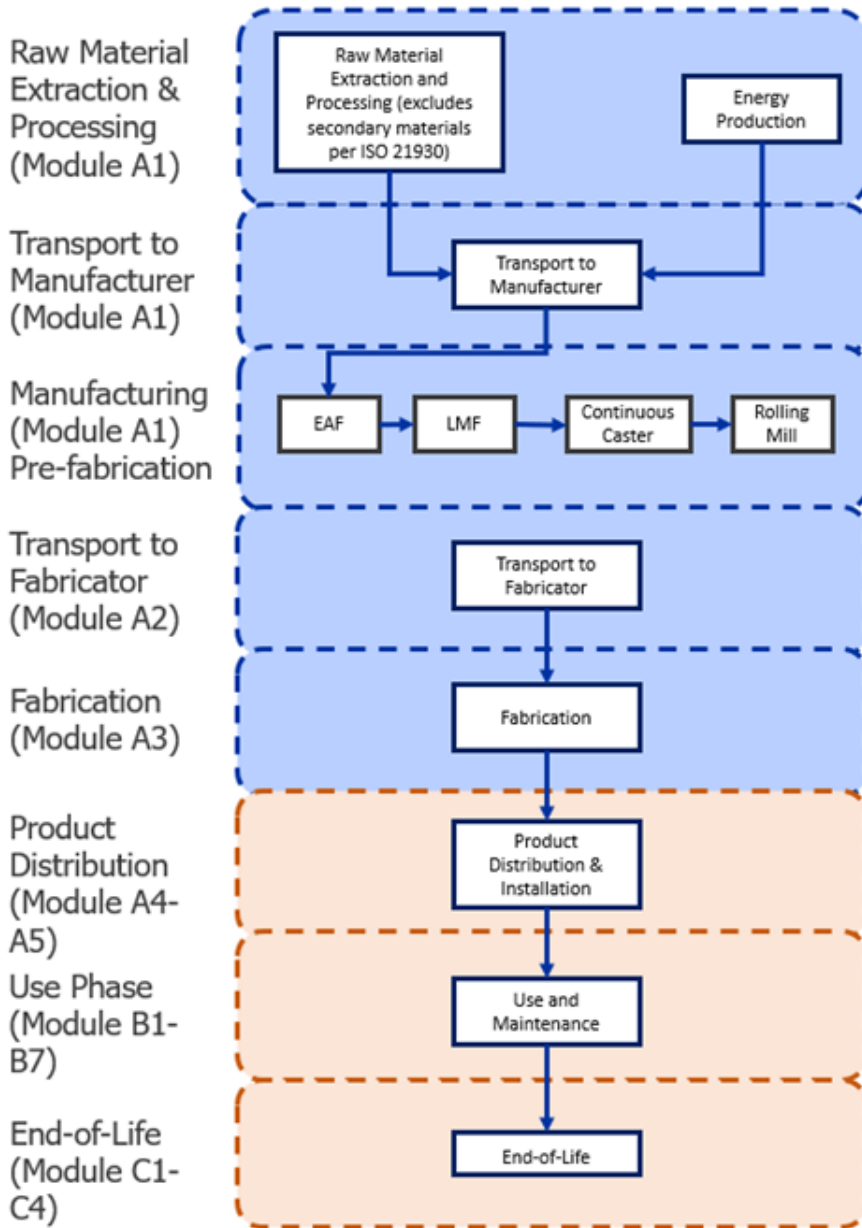 Raw Material
Extraction &
Processing
(Module A1)
Raw Material
Extraction and
Processing (excludes
secondary materials
per ISO 21930)
Energy
Production
Transport to
Manufacturer
(Module A1)
Transport to
Manufacturer
Manufacturing
(Module A1)
Pre-fabrication
EAF
LMF
Continuous
Caster
Rolling
Mill
Transport to
Fabricator
(Module A2)
Transport to
Fabricator
Fabrication
(Module A3)
Fabrication
Product
Distribution
(Module A4-
A5)
Product
Distribution &
Installation
Use Phase
(Module B1-
B7)
Use and
Maintenance
End-of-Life
(Module C1-
C4)
End-of-Life